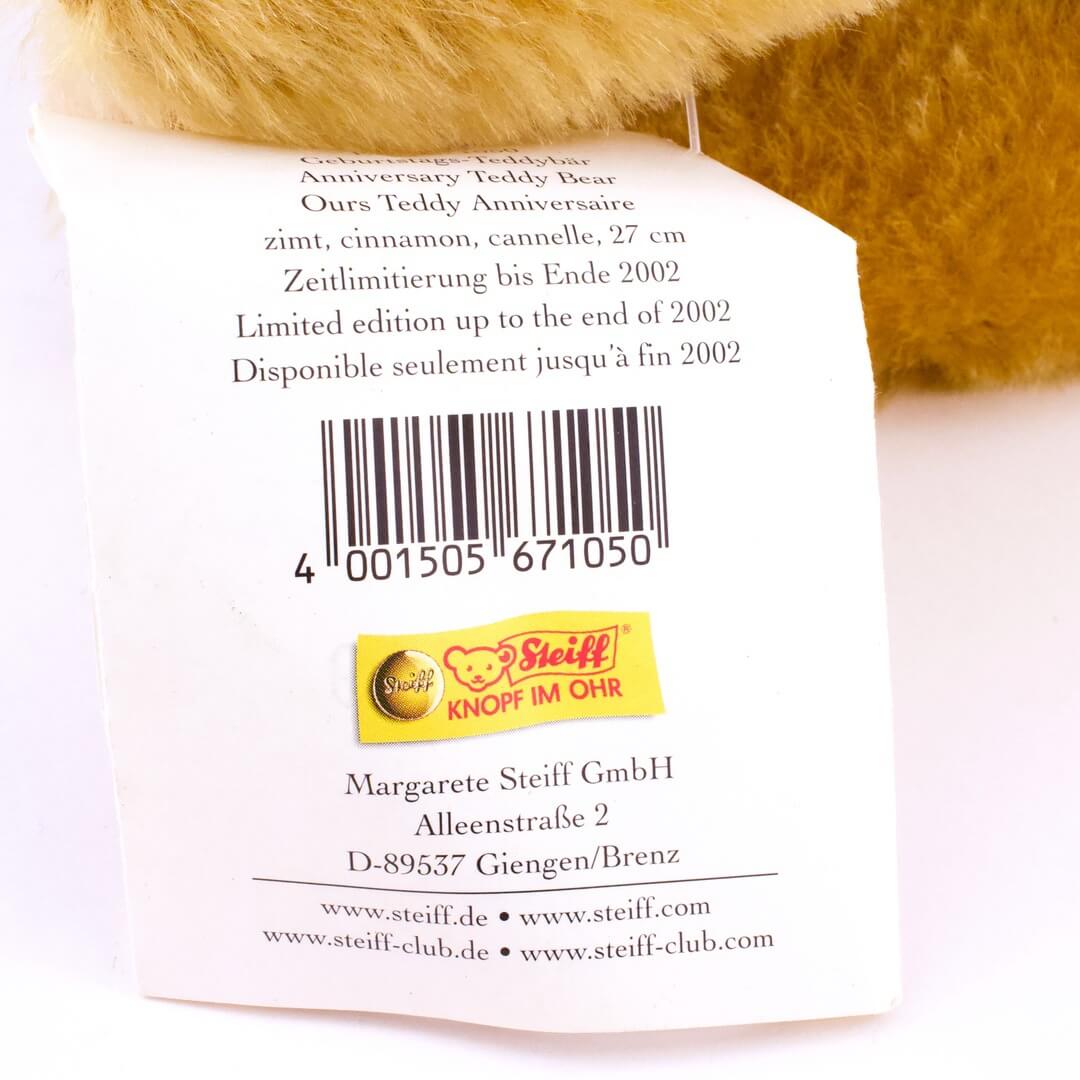 Geburtstags-Teddybär
Anniversary Teddy Bear
Ours Teddy Anniversaire
zimt, cinnamon, cannelle, 27 cm
Zeitlimitierung bis Ende 2002
Limited edition up to the end of 2002
Disponible seulement jusqu'à fin 2002
4 001505 671050
Steiff
Steiff®
KNOPF IM OHR
Margarete Steiff GmbH
Alleenstraße 2
D-89537 Giengen/Brenz
www.steiff.de • www.steiff.com
www.steiff-club.de • www.steiff-club.com